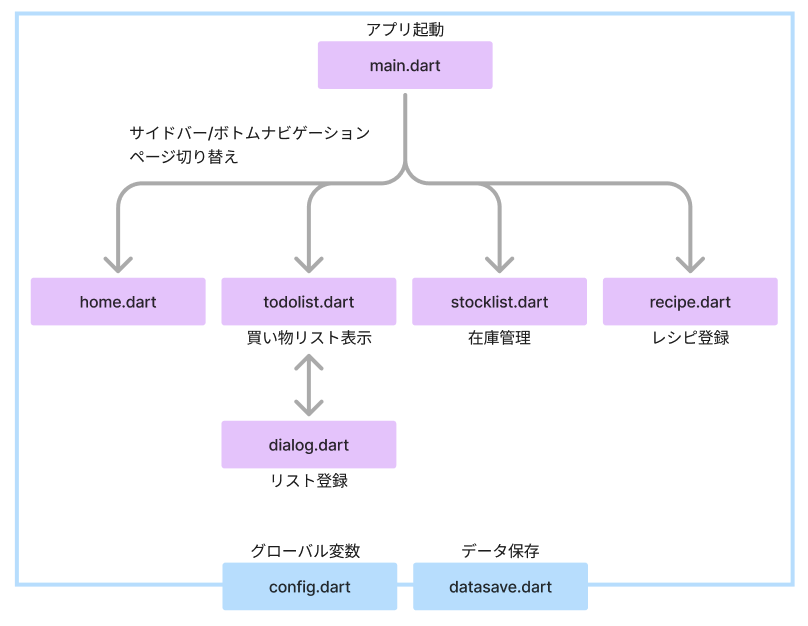 アプリ起動
main.dart
サイドバー/ボトムナビゲーション
ページ切り替え
home.dart
todolist.dart
stocklist.dart
recipe.dart
買い物リスト表示
在庫管理
レシピ登録
dialog.dart
リスト登録
グローバル変数
データ保存
config.dart
datasave.dart